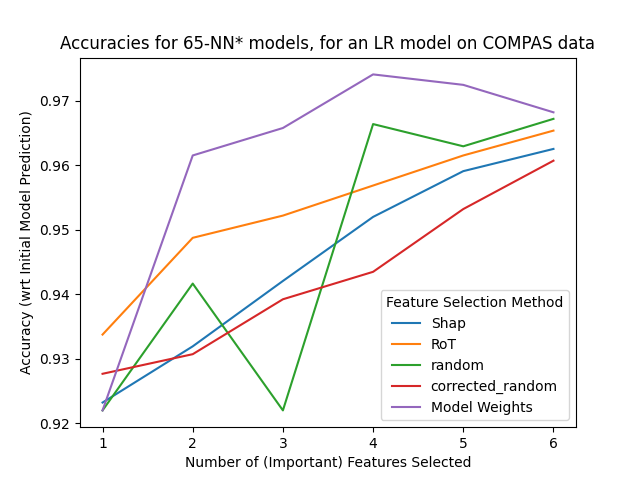 Accuracies for 65-NN* models, for an LR model on COMPAS data
Accuracy (wrt Initial Model Prediction)
0.97
0.96
0.95
0.94
0.93
0.92
Feature Selection Method
Shap
RoT
random
corrected_random
Model Weights
1 2 3 4 5 6
Number of (Important) Features Selected